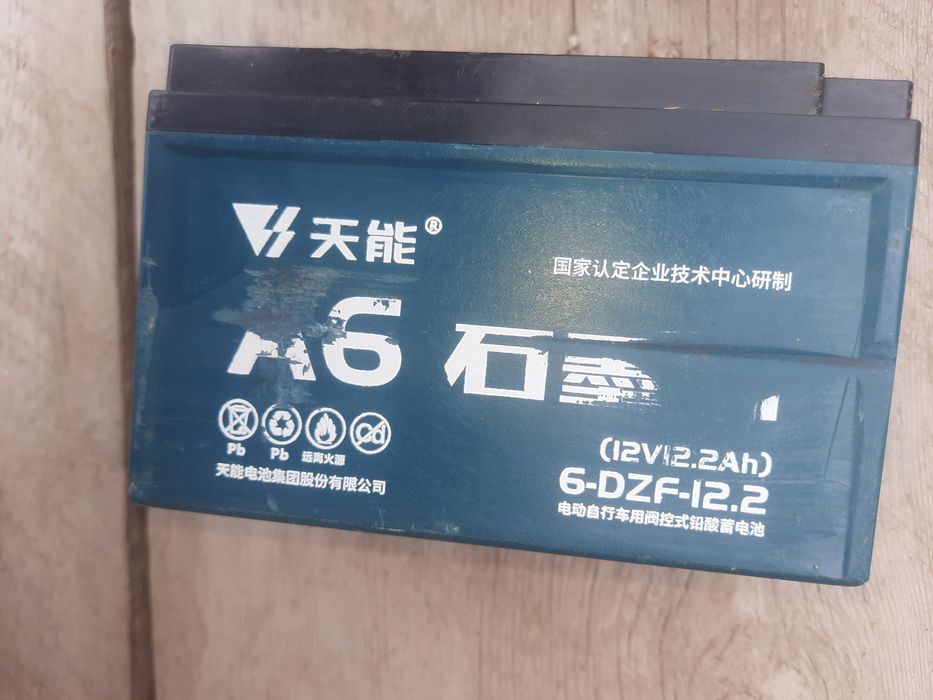 天能®
国家认定企业技术中心研制
A6 石墨
Pb Pb 远离火源 Cd
天能电池集团股份有限公司
(12V12.2Ah)
6-DZF-12.2
电动自行车用阀控式铅酸蓄电池